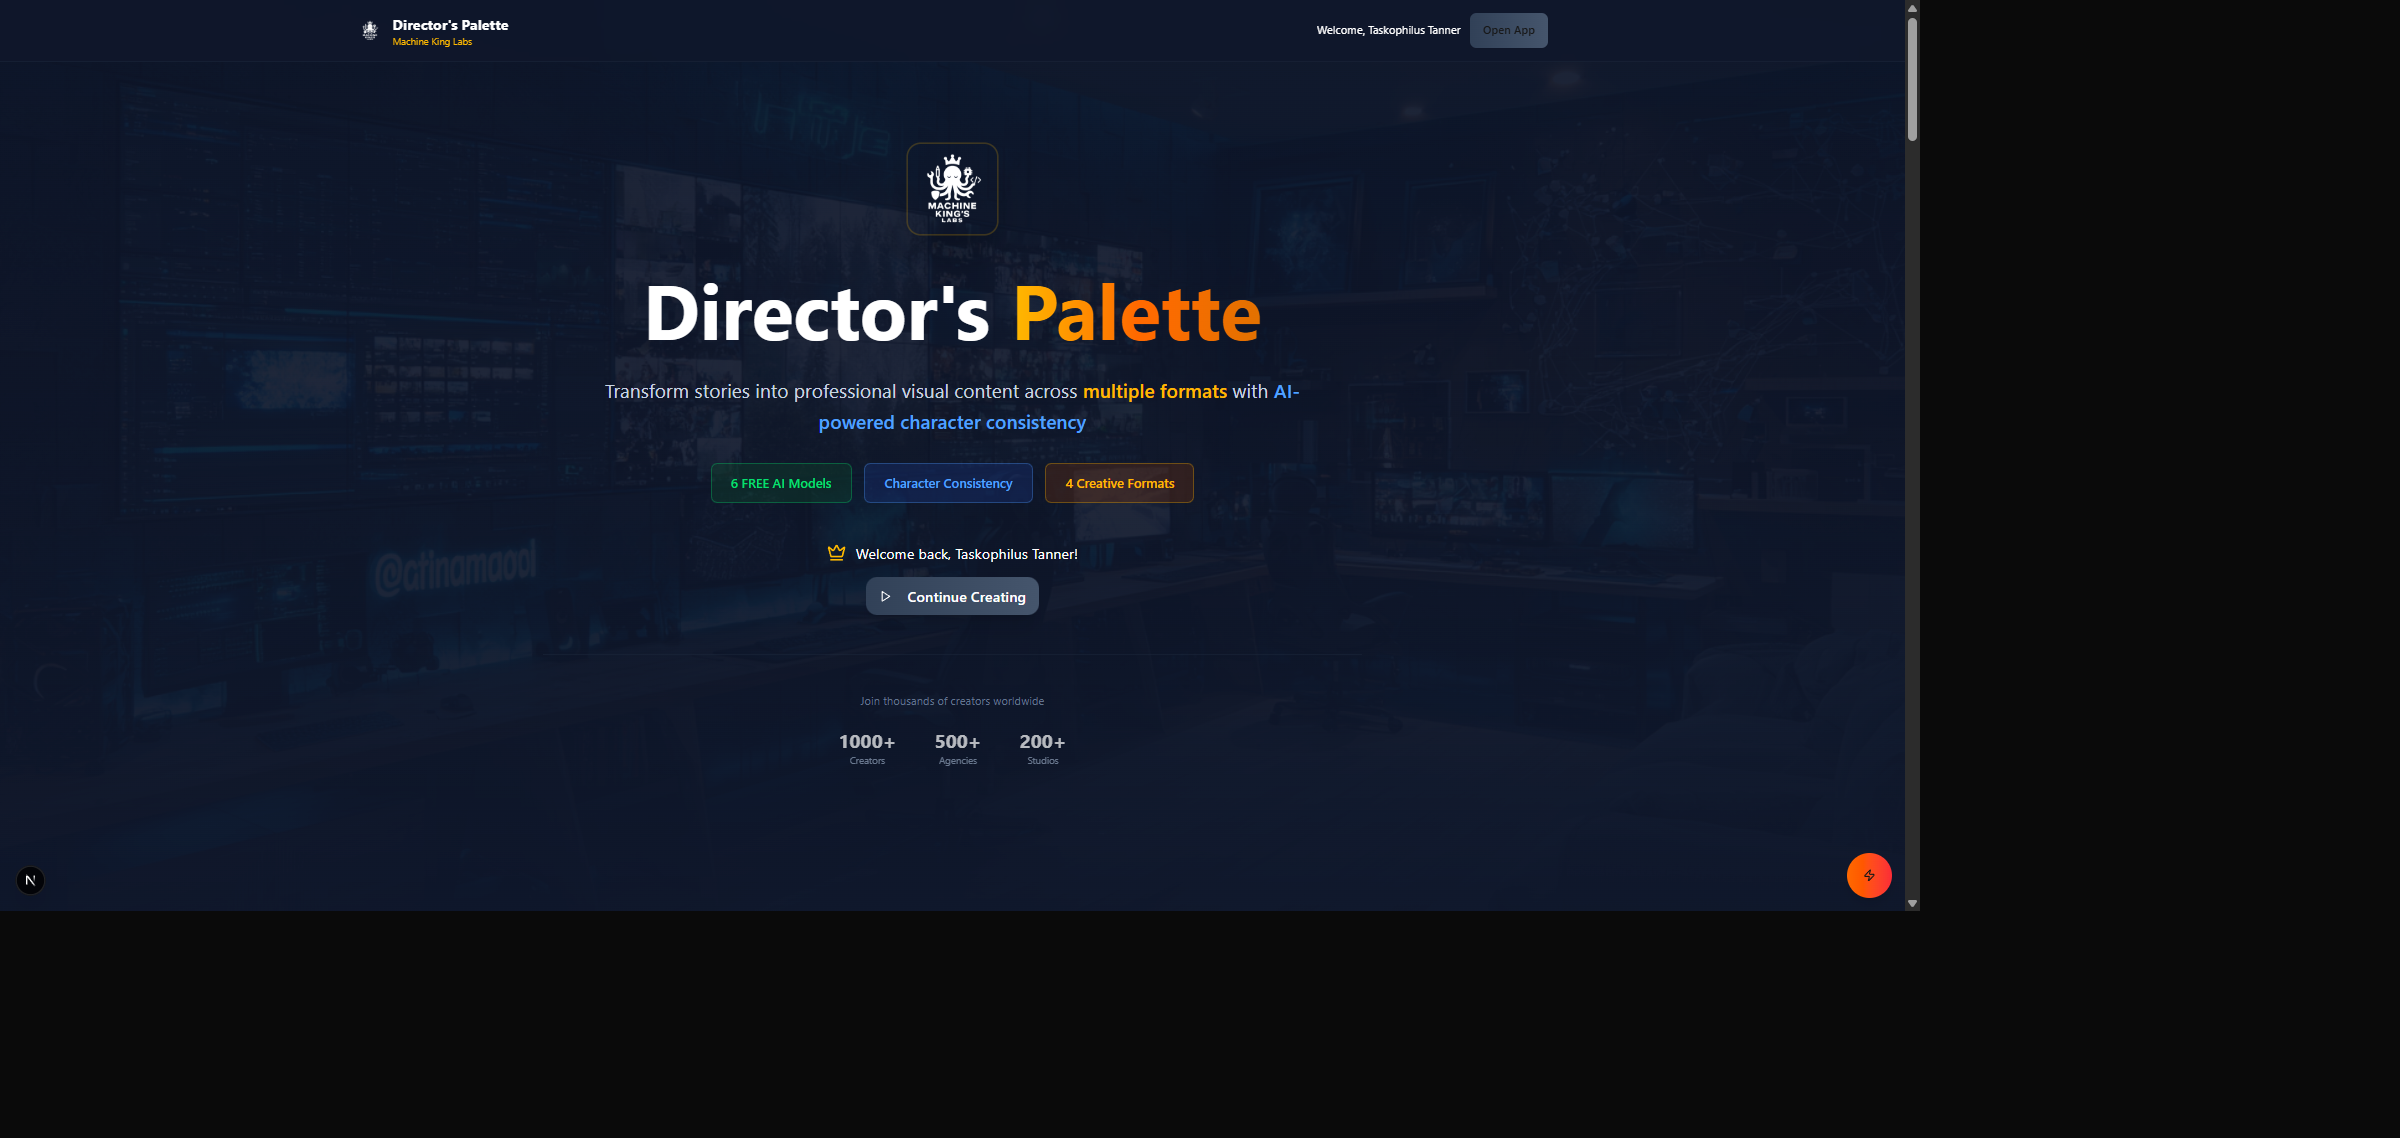 Director's Palette
Machine King Labs
Welcome, Taskophilus Tanner
Open App
MACHINE
KING'S
LABS
Director's Palette
Transform stories into professional visual content across multiple formats with AI-
powered character consistency
6 FREE AI Models
Character Consistency
4 Creative Formats
Welcome back, Taskophilus Tanner!
Continue Creating
Join thousands of creators worldwide
1000+
Creators
500+
Agencies
200+
Studios
N